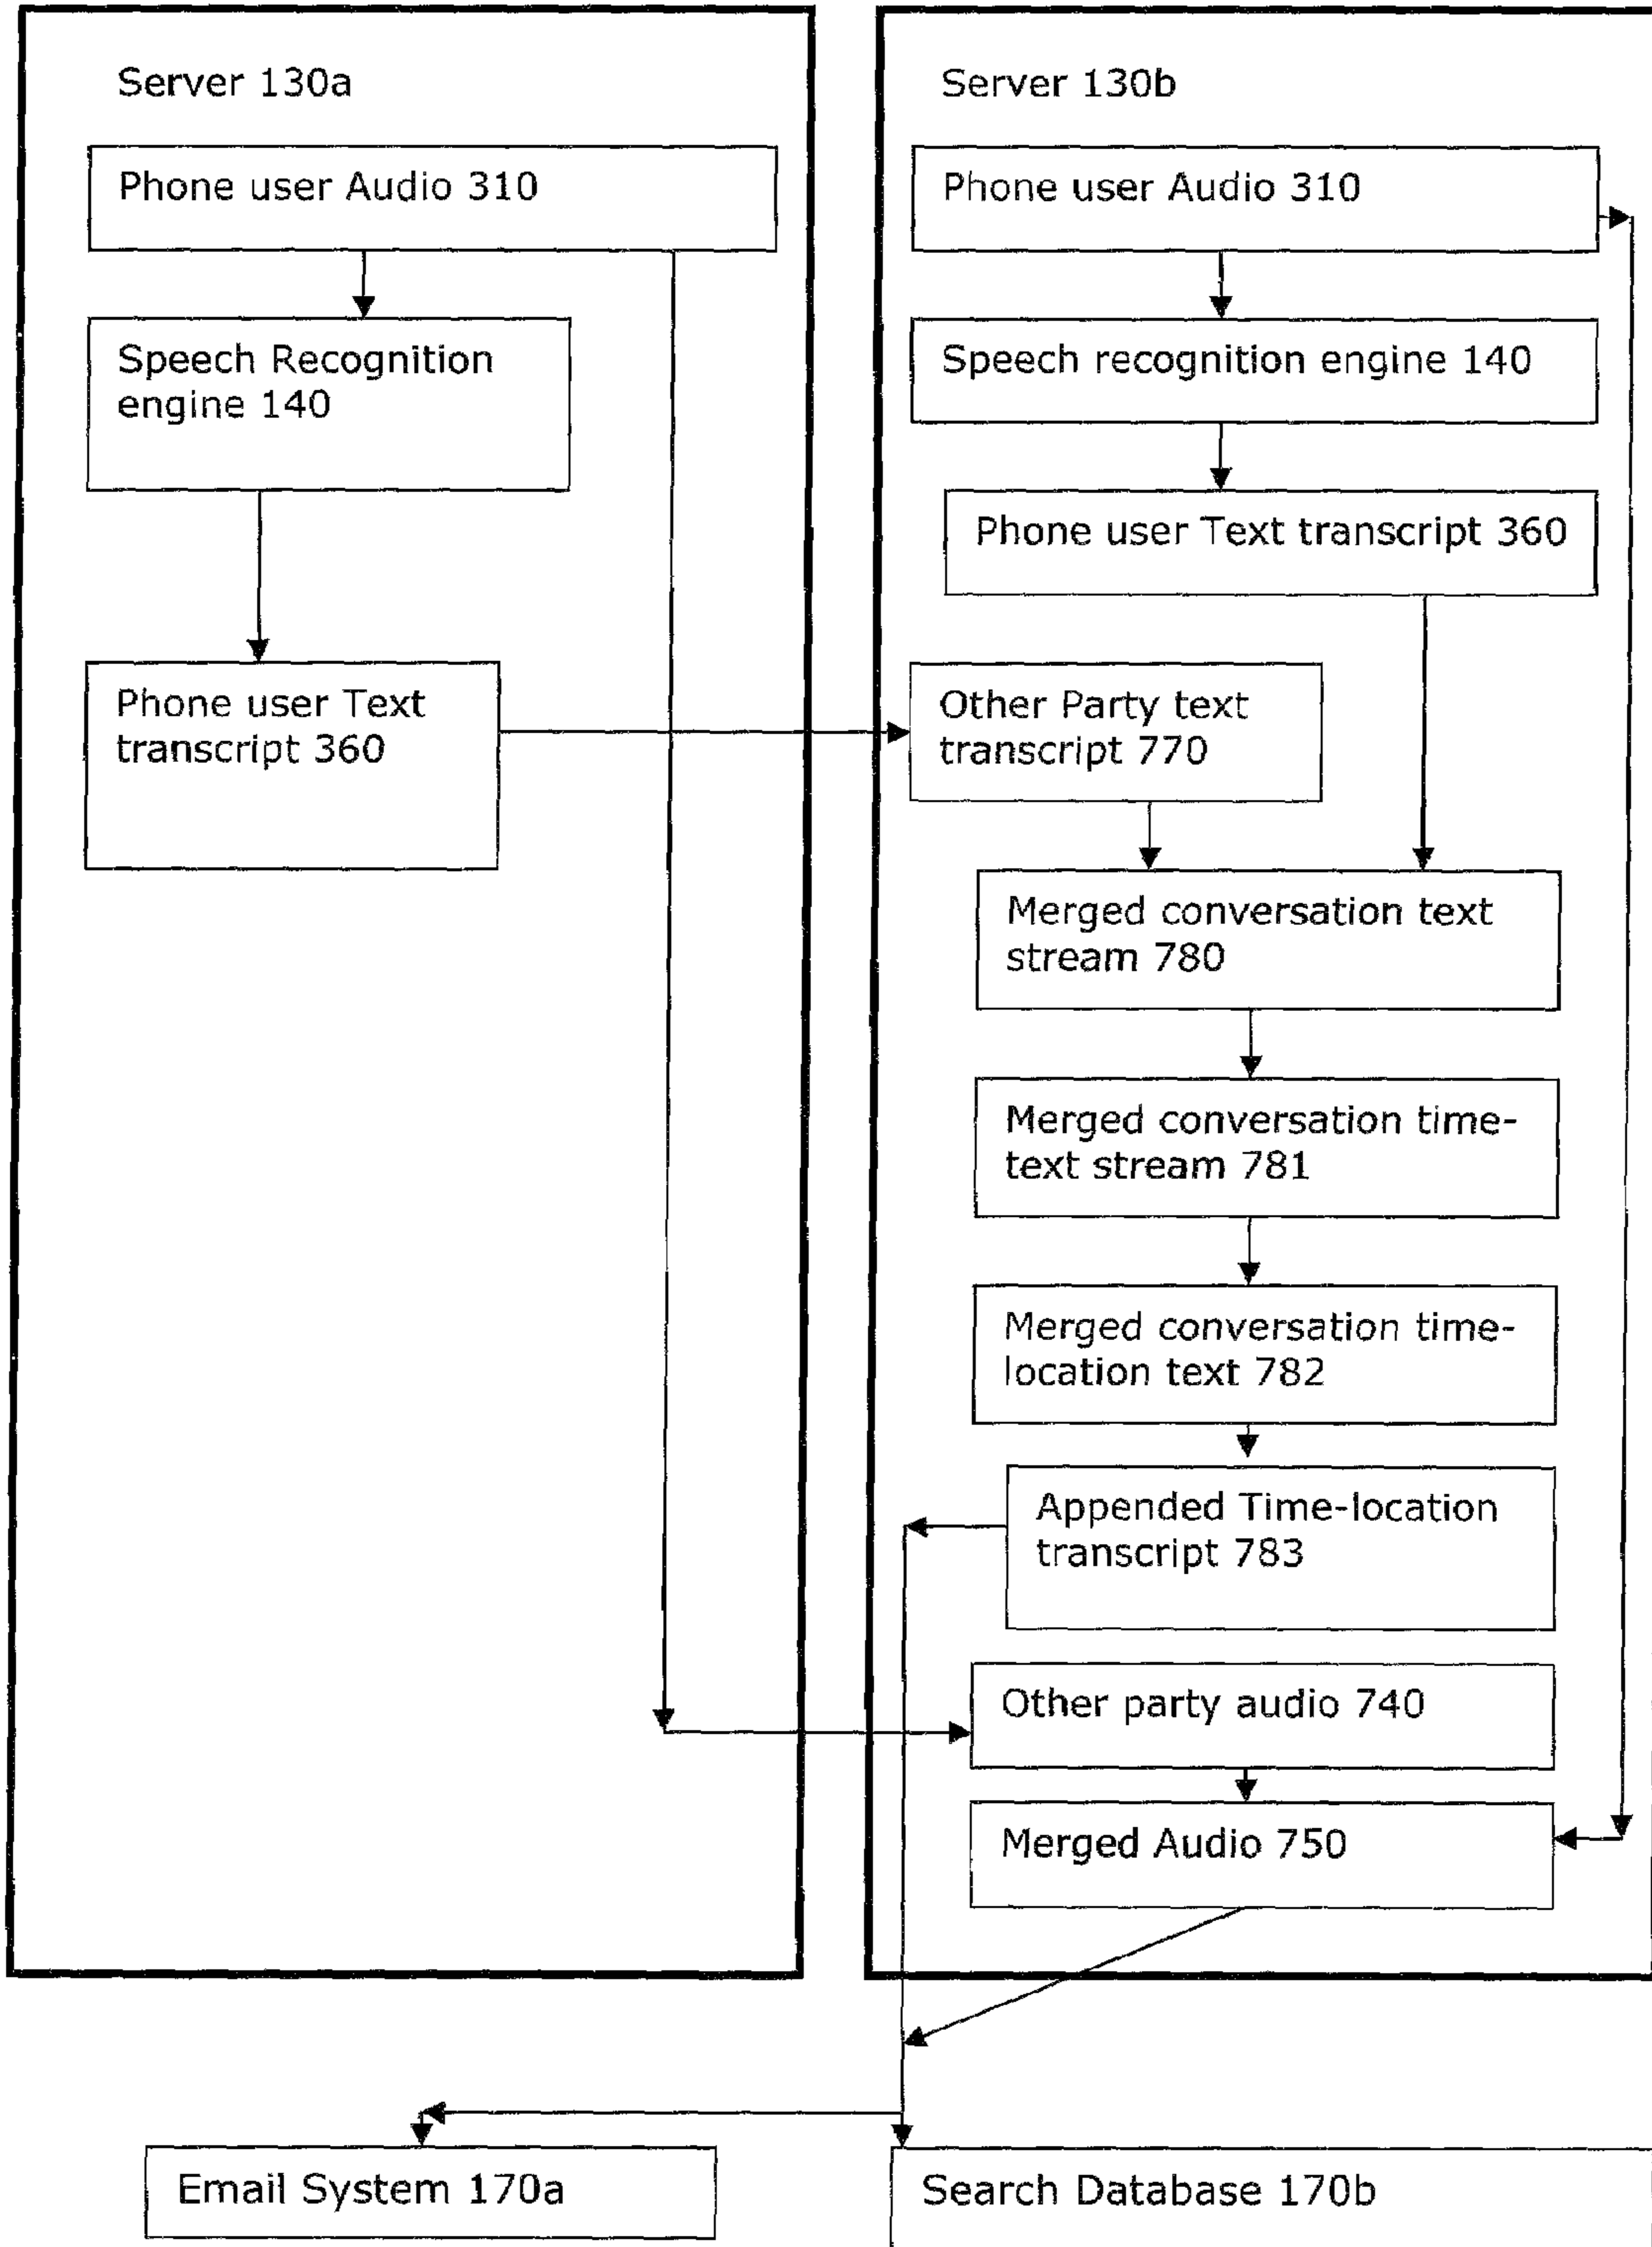 Server 130a
Phone user Audio 310
Speech Recognition
engine 140
Phone user Text
transcript 360
Server 130b
Phone user Audio 310
Speech recognition engine 140
Phone user Text transcript 360
Other Party text
transcript 770
Merged conversation text
stream 780
Merged conversation time-
text stream 781
Merged conversation time-
location text 782
Appended Time-location
transcript 783
Other party audio 740
Merged Audio 750
Email System 170a
Search Database 170b